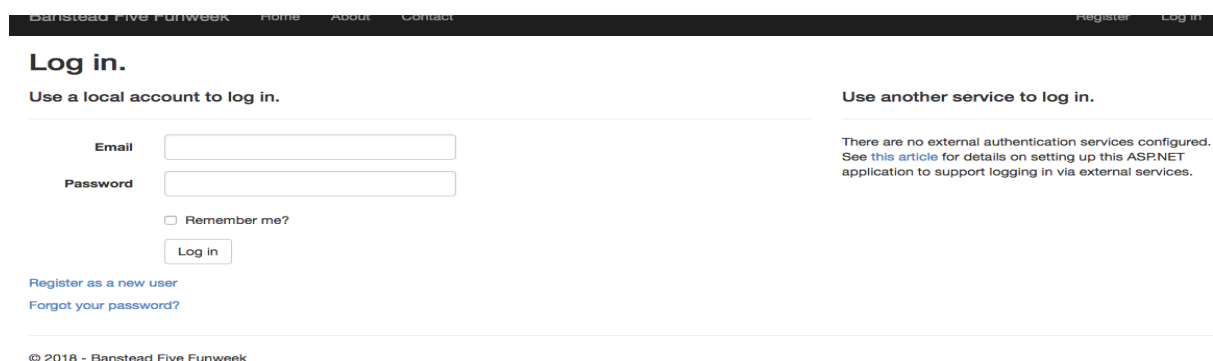 Banstead Five Funweek Home About Contact Register Log in
Log in.
Use a local account to log in.
Email
Password
Remember me?
Log in
Register as a new user
Forgot your password?
Use another service to log in.
There are no external authentication services configured.
See this article for details on setting up this ASP.NET
application to support logging in via external services.
© 2018 - Banstead Five Funweek